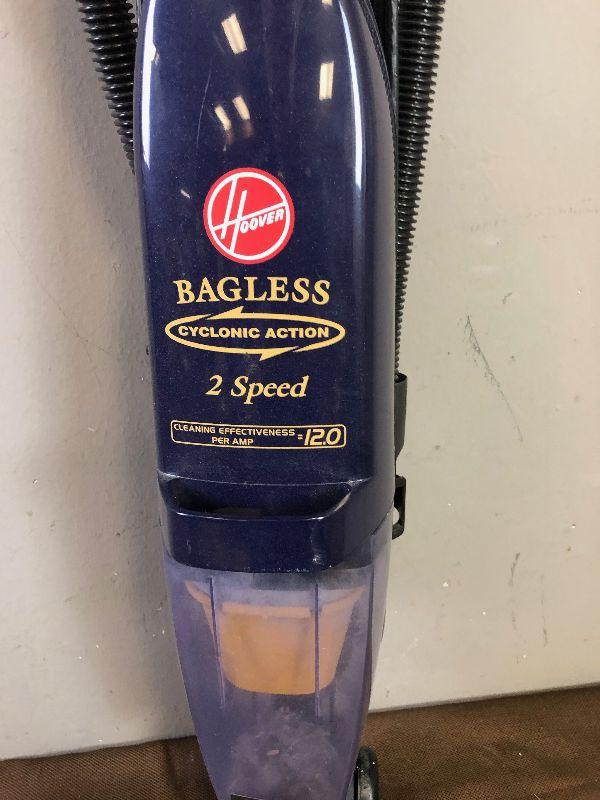 HOOVER
BAGLESS
CYCLONIC ACTION
2 Speed
CLEANING EFFECTIVENESS
PER AMP
=12.0